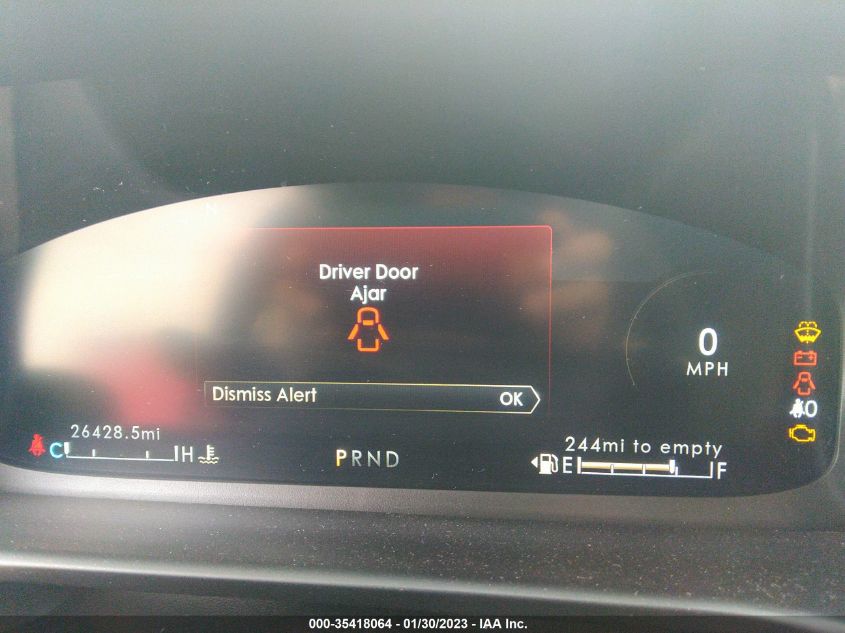 Driver Door
Ajar
Dismiss Alert OK
0
MPH
0
26428.5mi
C H
PRND
244mi to empty
E F
000-35418064 - 01/30/2023 - IAA Inc.